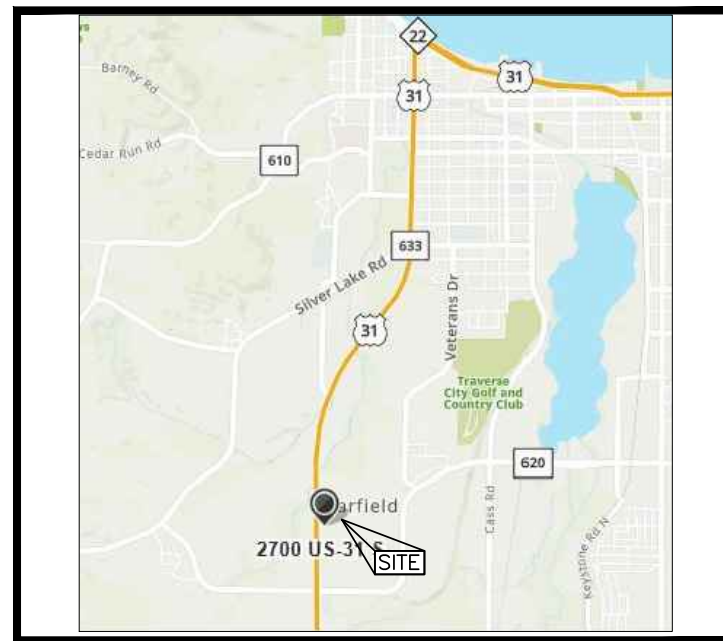 22
31
31
Barney Rd
Cedar Run Rd
610
633
Silver Lake Rd
31
Veterans Dr
Traverse
City Golf and
Country Club
620
arfield
Cass Rd
2700 US-31 S
SITE
Keystone Rd N